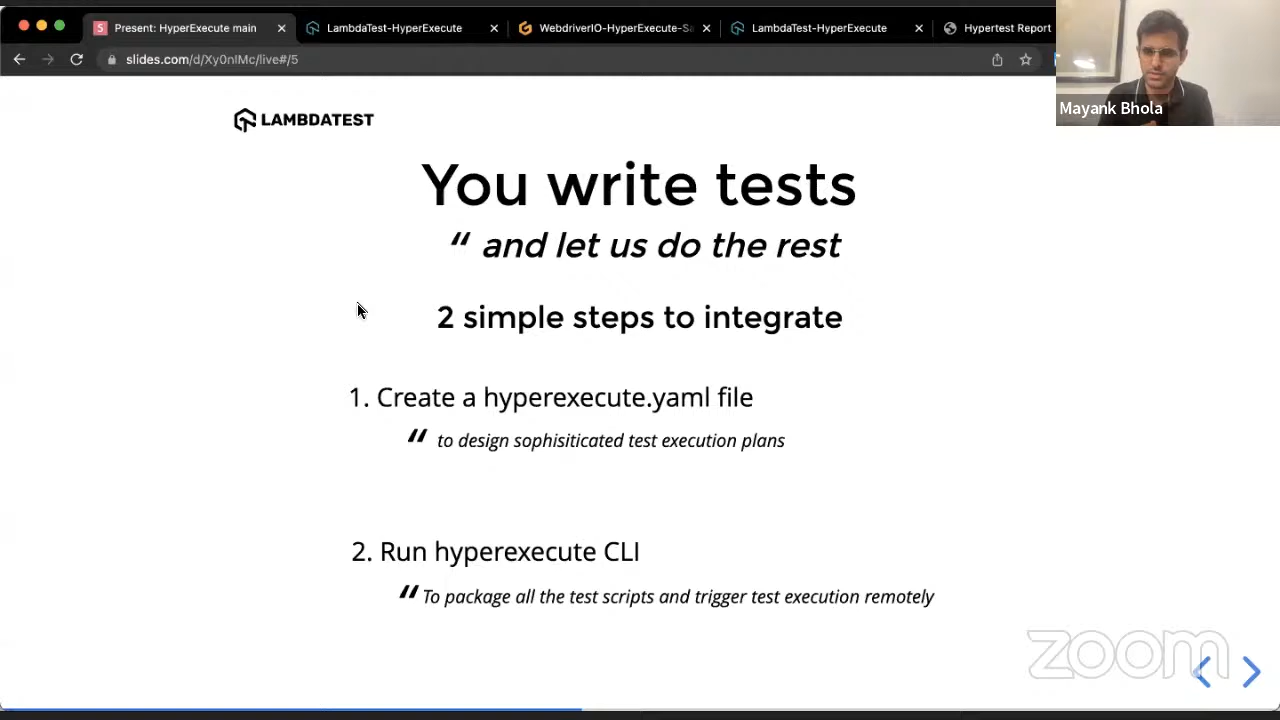 Present: HyperExecute main
LambdaTest-HyperExecute
WebdriverIO-HyperExecute-Sa
LambdaTest-HyperExecute
Hypertest Report
slides.com/d/Xy0nIMc/live#/5
Mayank Bhola
LAMBDATEST
You write tests
“ and let us do the rest
2 simple steps to integrate
1. Create a hyperexecute.yaml file
“ to design sophisiticated test execution plans
2. Run hyperexecute CLI
“ To package all the test scripts and trigger test execution remotely
zoom